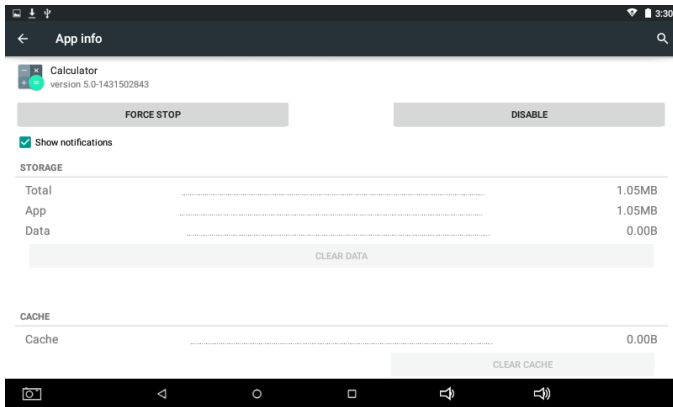 3:30
App info
Calculator
version 5.0-1431502843
FORCE STOP
DISABLE
Show notifications
STORAGE
Total 1.05MB
App 1.05MB
Data 0.00B
CLEAR DATA
CACHE
Cache 0.00B
CLEAR CACHE